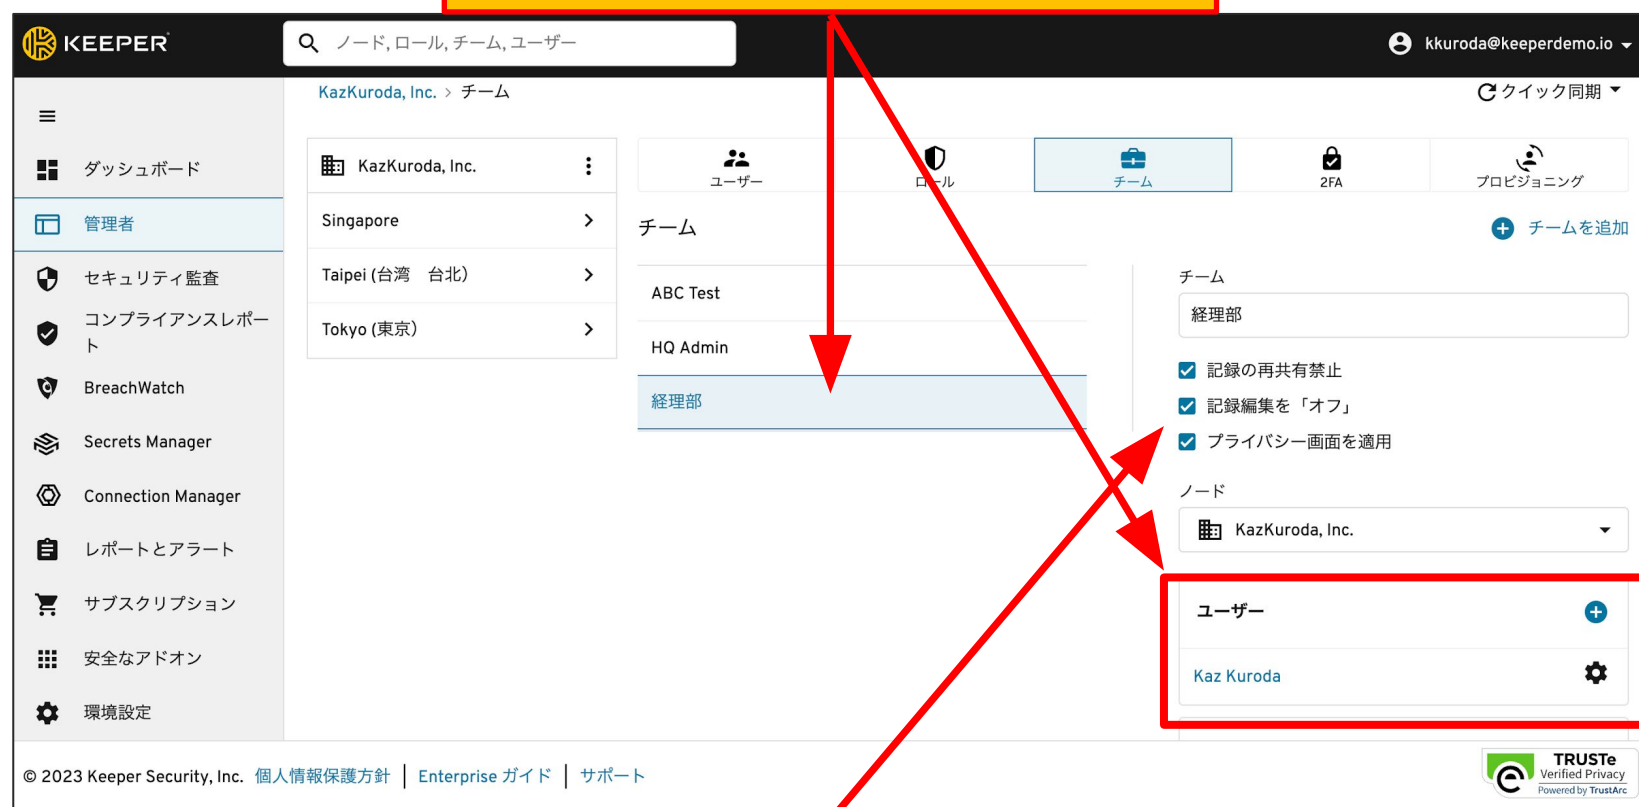 KEEPER
ノード, ロール, チーム, ユーザー
kkuroda@keeperdemo.io
KazKuroda, Inc. > チーム
クイック同期
ダッシュボード
管理者
セキュリティ監査
コンプライアンスレポー
ト
BreachWatch
Secrets Manager
Connection Manager
レポートとアラート
サブスクリプション
安全なアドオン
環境設定
KazKuroda, Inc.
Singapore
Taipei (台湾　台北)
Tokyo (東京)
ユーザー
ロール
チーム
2FA
プロビジョニング
チーム
チームを追加
ABC Test
HQ Admin
経理部
チーム
経理部
記録の再共有禁止
記録編集を「オフ」
プライバシー画面を適用
ノード
KazKuroda, Inc.
ユーザー
Kaz Kuroda
© 2023 Keeper Security, Inc. 個人情報保護方針 | Enterprise ガイド | サポート
TRUSTe
Verified Privacy
Powered by TrustArc